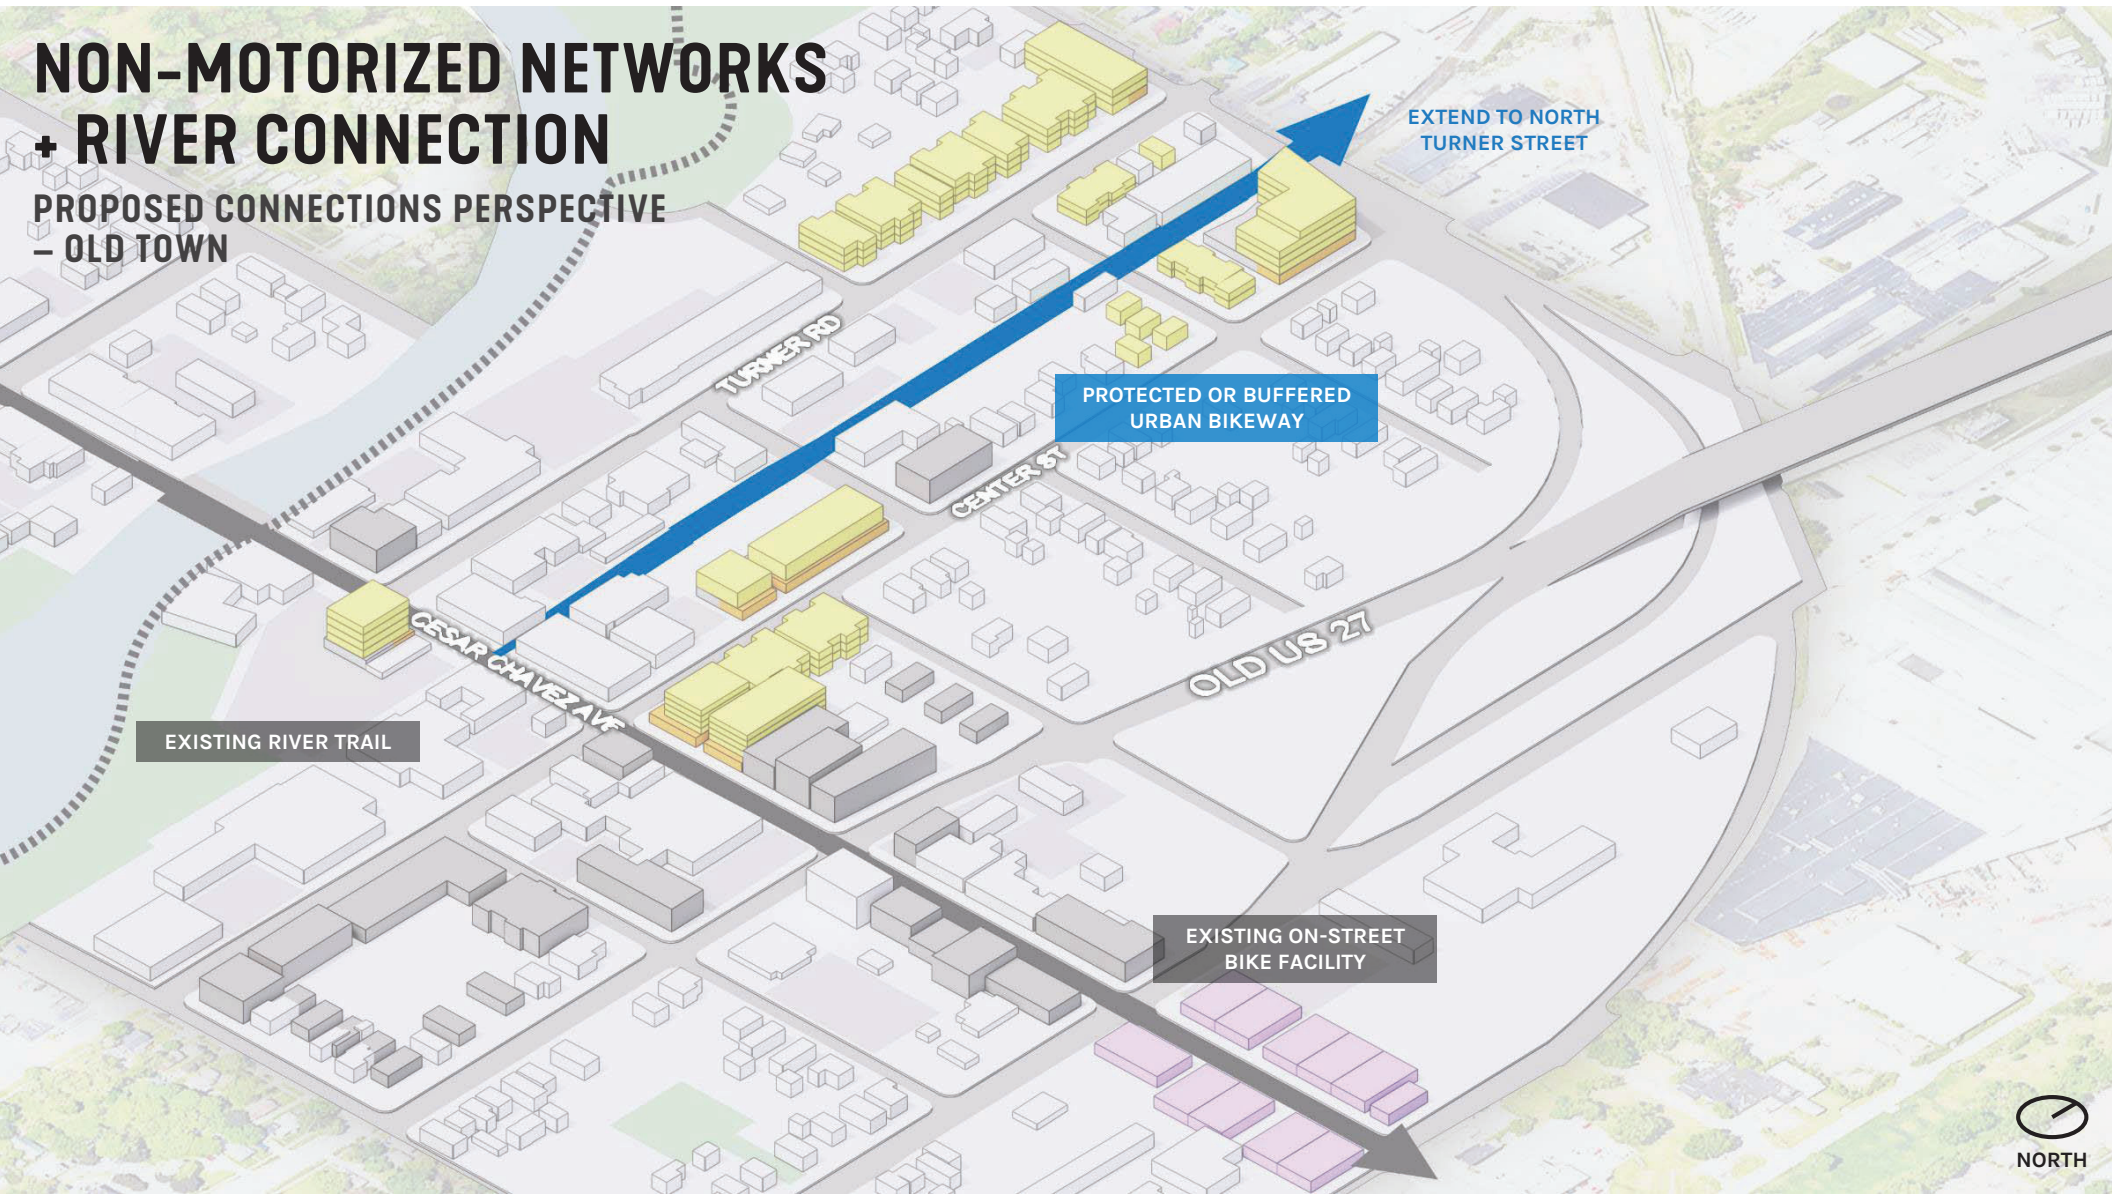 NON-MOTORIZED NETWORKS
+ RIVER CONNECTION
PROPOSED CONNECTIONS PERSPECTIVE
– OLD TOWN
EXTEND TO NORTH
TURNER STREET
TURNER RD
PROTECTED OR BUFFERED
URBAN BIKEWAY
CENTER ST
CESAR CHAVEZ AVE
OLD US 27
EXISTING RIVER TRAIL
EXISTING ON-STREET
BIKE FACILITY
NORTH